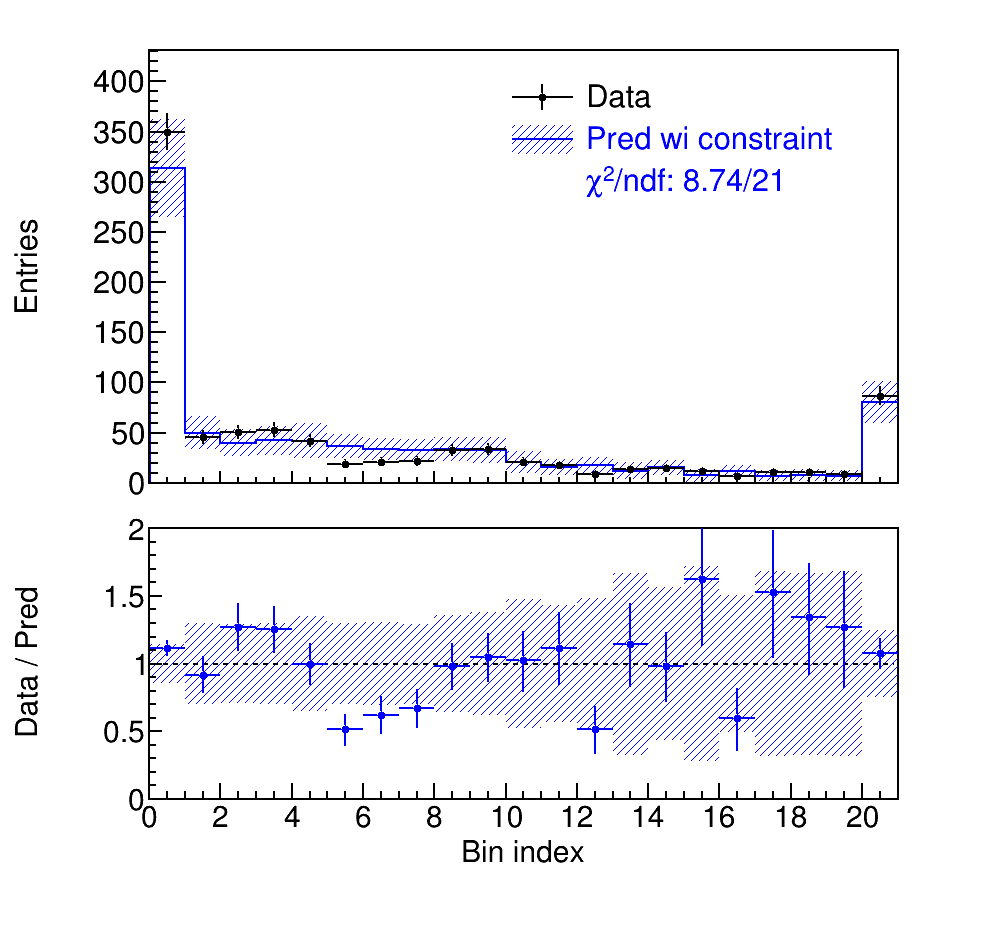 Entries
400
350
300
250
200
150
100
50
0
Data
Pred wi constraint
χ²/ndf: 8.74/21
Data / Pred
2
1.5
1
0.5
0
0 2 4 6 8 10 12 14 16 18 20
Bin index